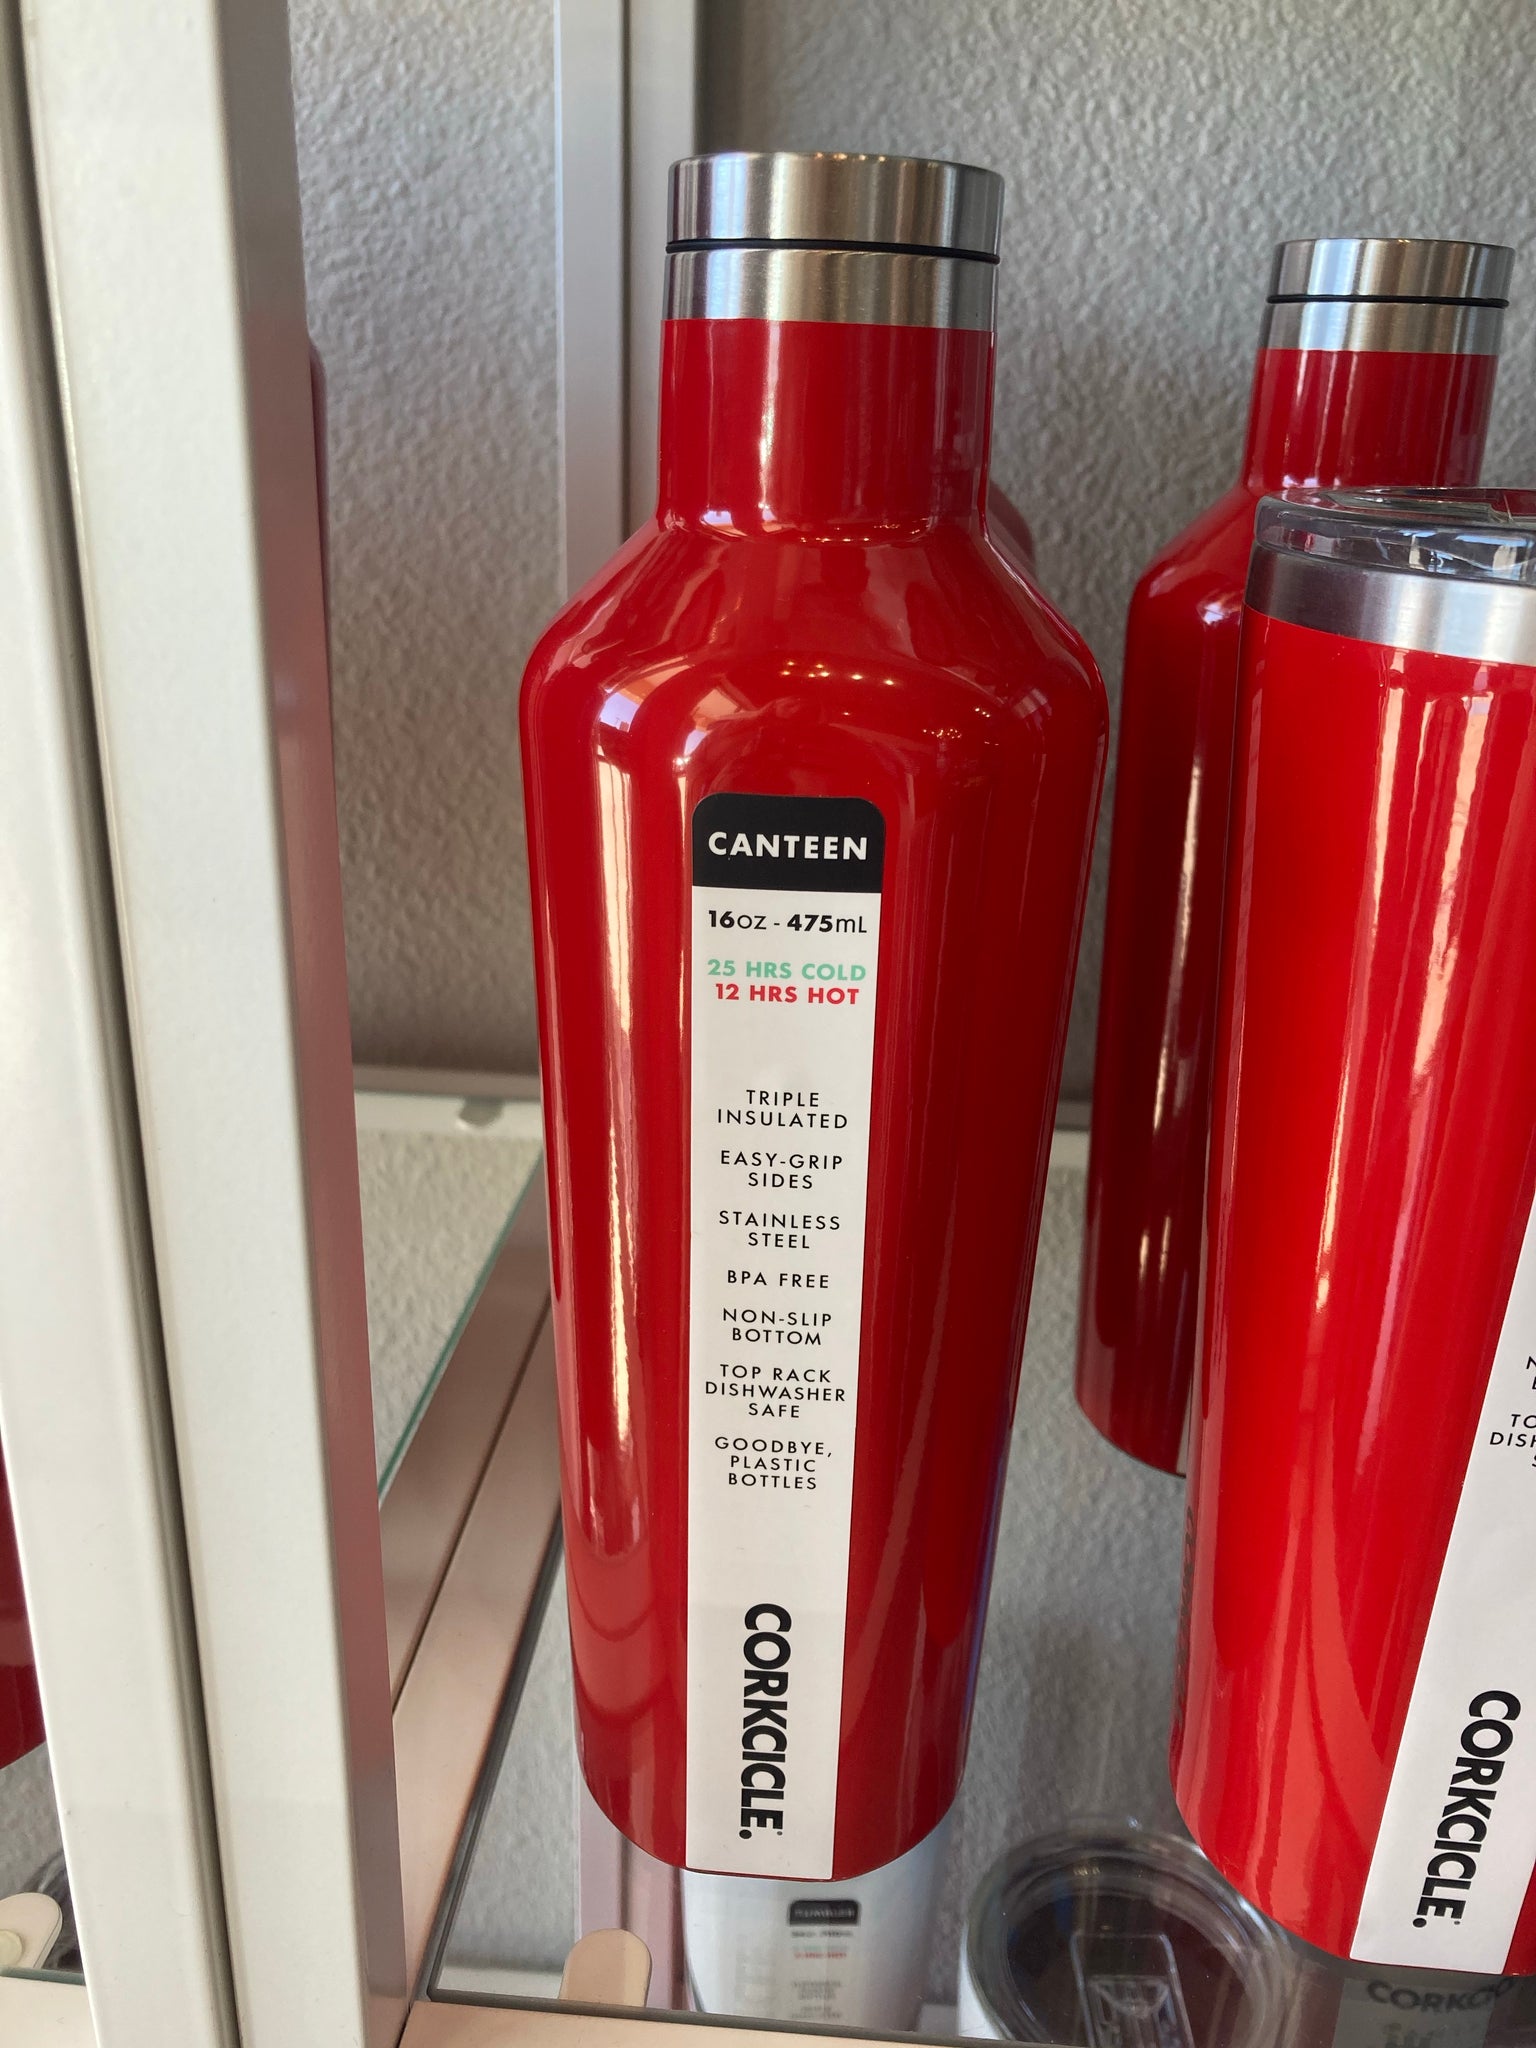 CANTEEN
16oz - 475mL
25 HRS COLD
12 HRS HOT
TRIPLE
INSULATED
EASY-GRIP
SIDES
STAINLESS
STEEL
BPA FREE
NON-SLIP
BOTTOM
TOP RACK
DISHWASHER
SAFE
GOODBYE,
PLASTIC
BOTTLES
CORKCICLE.
CORKCICLE.
TUMBLER